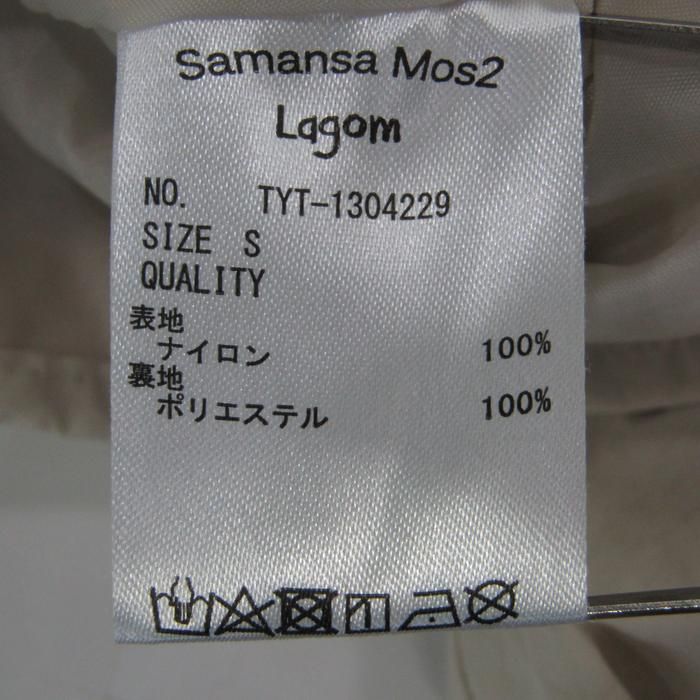 Samansa Mos2
Lagom
NO. TYT-1304229
SIZE S
QUALITY
表地
ナイロン 100%
裏地
ポリエステル 100%